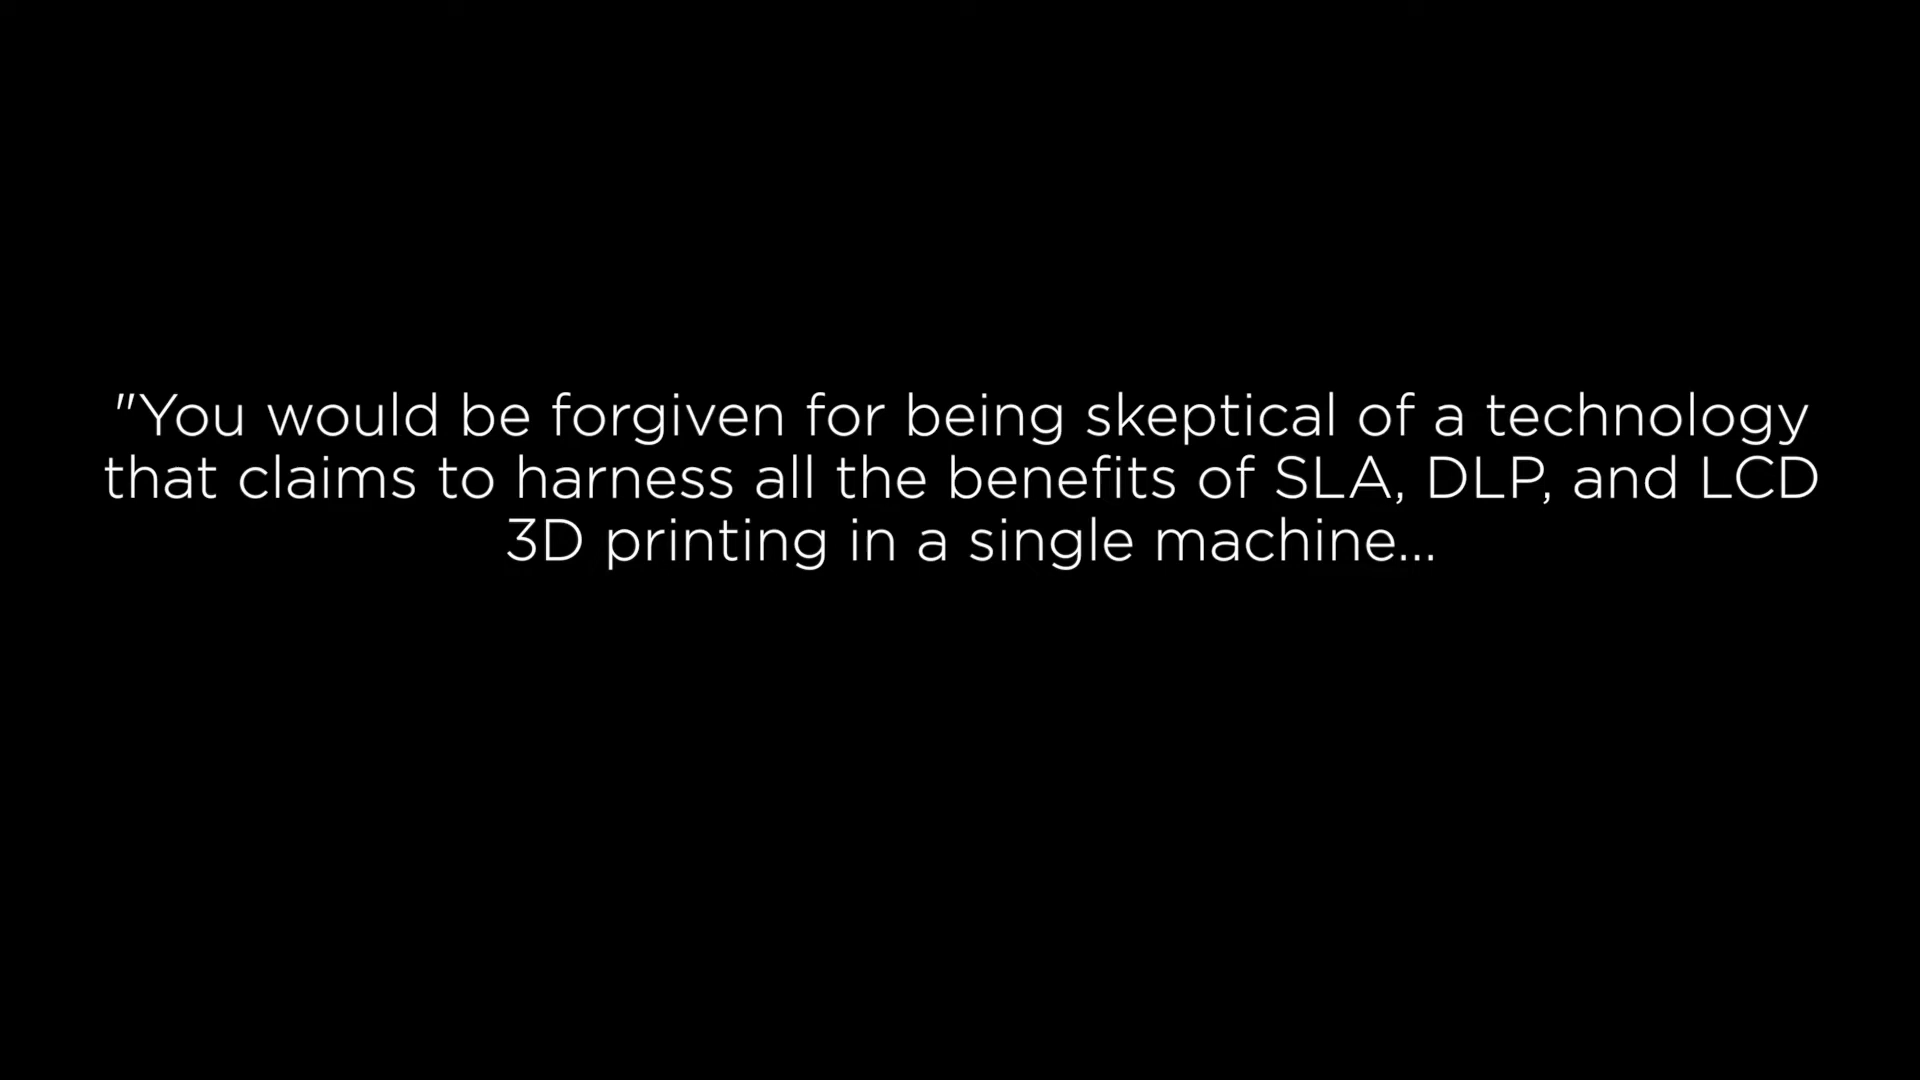 "You would be forgiven for being skeptical of a technology
that claims to harness all the benefits of SLA, DLP, and LCD
3D printing in a single machine...